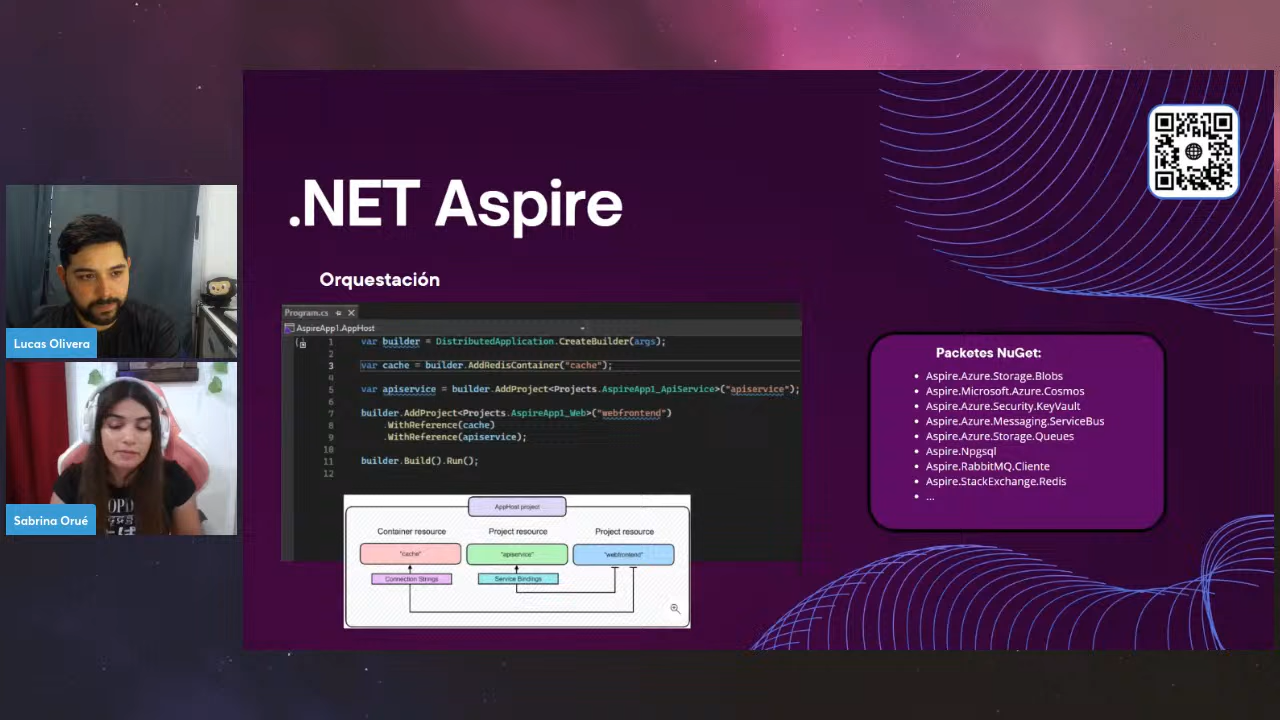 .NET Aspire
Orquestación
Program.cs
AspireApp1.AppHost
1 var builder = DistributedApplication.CreateBuilder(args);
2
3 var cache = builder.AddRedisContainer("cache");
4
5 var apiservice = builder.AddProject<Projects.AspireApp1_ApiService>("apiservice");
6
7 builder.AddProject<Projects.AspireApp1_Web>("webfrontend")
8 .WithReference(cache)
9 .WithReference(apiservice);
10
11 builder.Build().Run();
12
AppHost project
Container resource Project resource Project resource
"cache" "apiservice" "webfrontend"
Connection Strings Service Bindings
Packetes NuGet:
• Aspire.Azure.Storage.Blobs
• Aspire.Microsoft.Azure.Cosmos
• Aspire.Azure.Security.KeyVault
• Aspire.Azure.Messaging.ServiceBus
• Aspire.Azure.Storage.Queues
• Aspire.Npgsql
• Aspire.RabbitMQ.Cliente
• Aspire.StackExchange.Redis
• ...
Lucas Olivera
Sabrina Orué